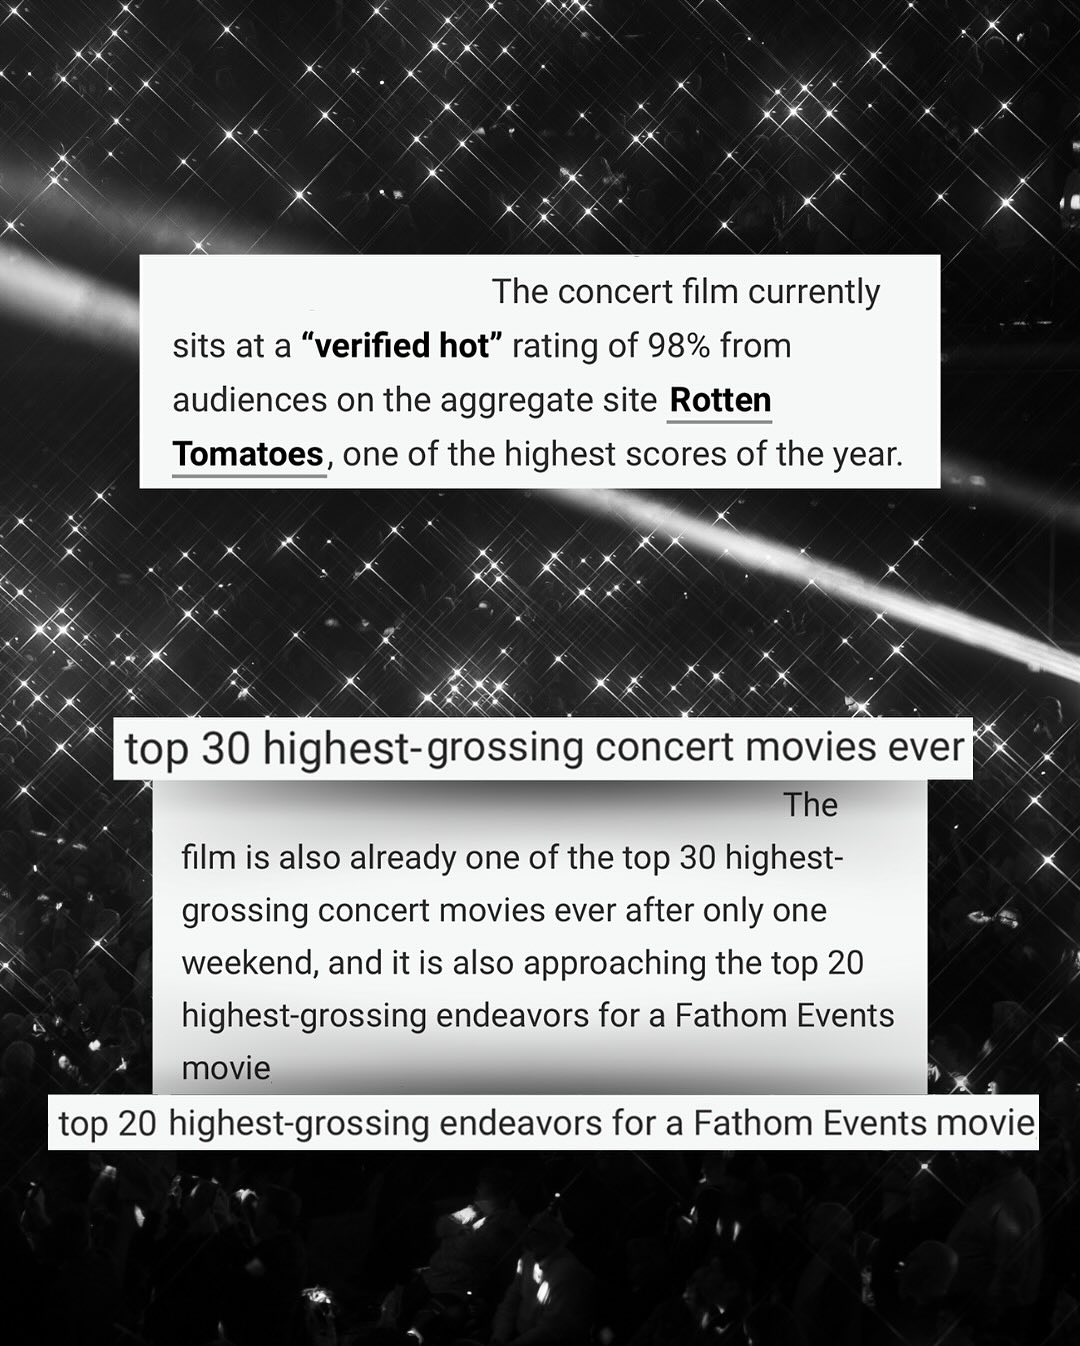 The concert film currently
sits at a “verified hot” rating of 98% from
audiences on the aggregate site Rotten
Tomatoes, one of the highest scores of the year.
top 30 highest-grossing concert movies ever
The
film is also already one of the top 30 highest-
grossing concert movies ever after only one
weekend, and it is also approaching the top 20
highest-grossing endeavors for a Fathom Events
movie
top 20 highest-grossing endeavors for a Fathom Events movie